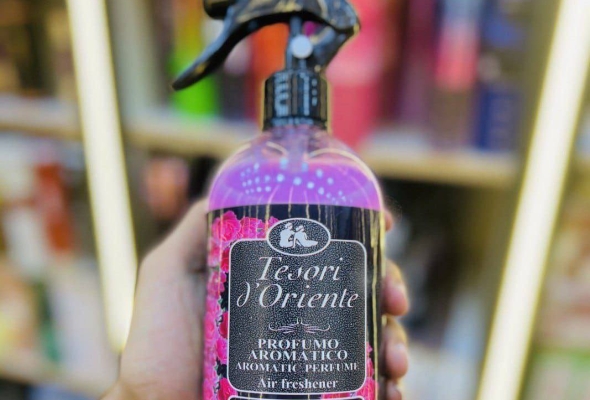 Tesori
d'Oriente
PROFUMO
AROMATICO
AROMATIC PERFUME
Air freshener